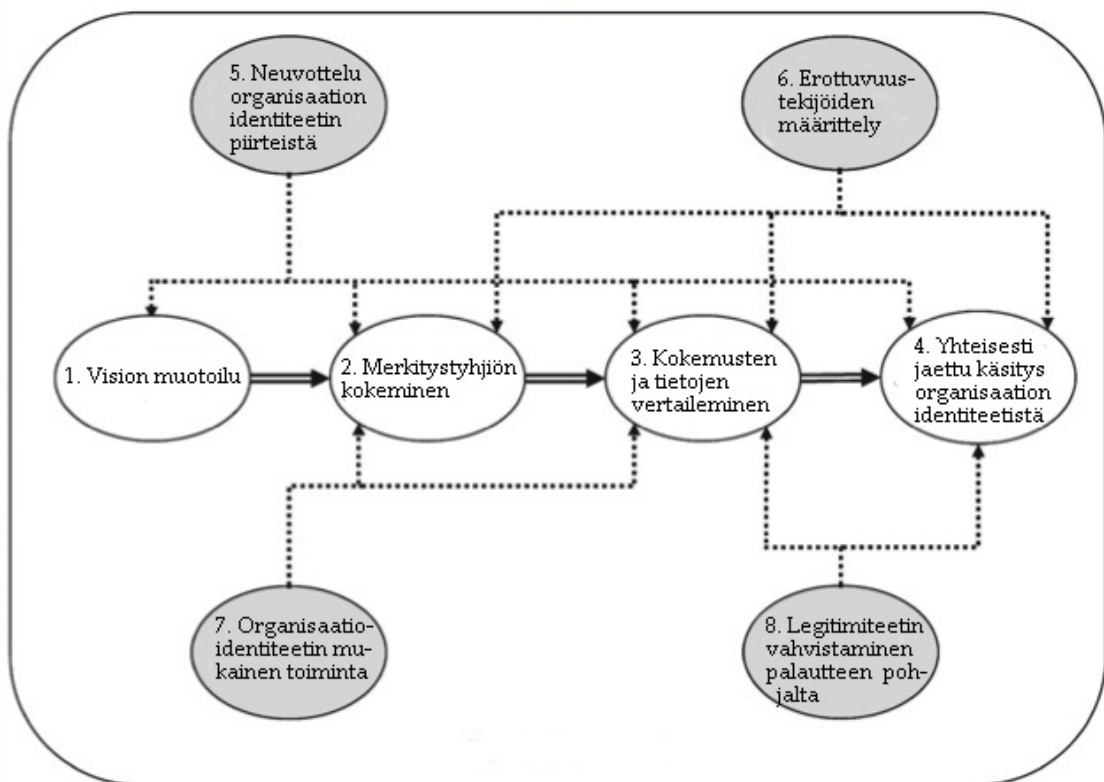 5. Neuvottelu
organisaation
identiteetin
piirteistä
6. Erottuvuus-
tekijöiden
määrittely
1. Vision muotoilu
2. Merkitystyhjiön
kokeminen
3. Kokemusten
ja tietojen
vertaileminen
4. Yhteisesti
jaettu käsitys
organisaation
identiteetistä
7. Organisaatio-
identiteetin mu-
kainen toiminta
8. Legitimiteetin
vahvistaminen
palautteen poh-
jalta